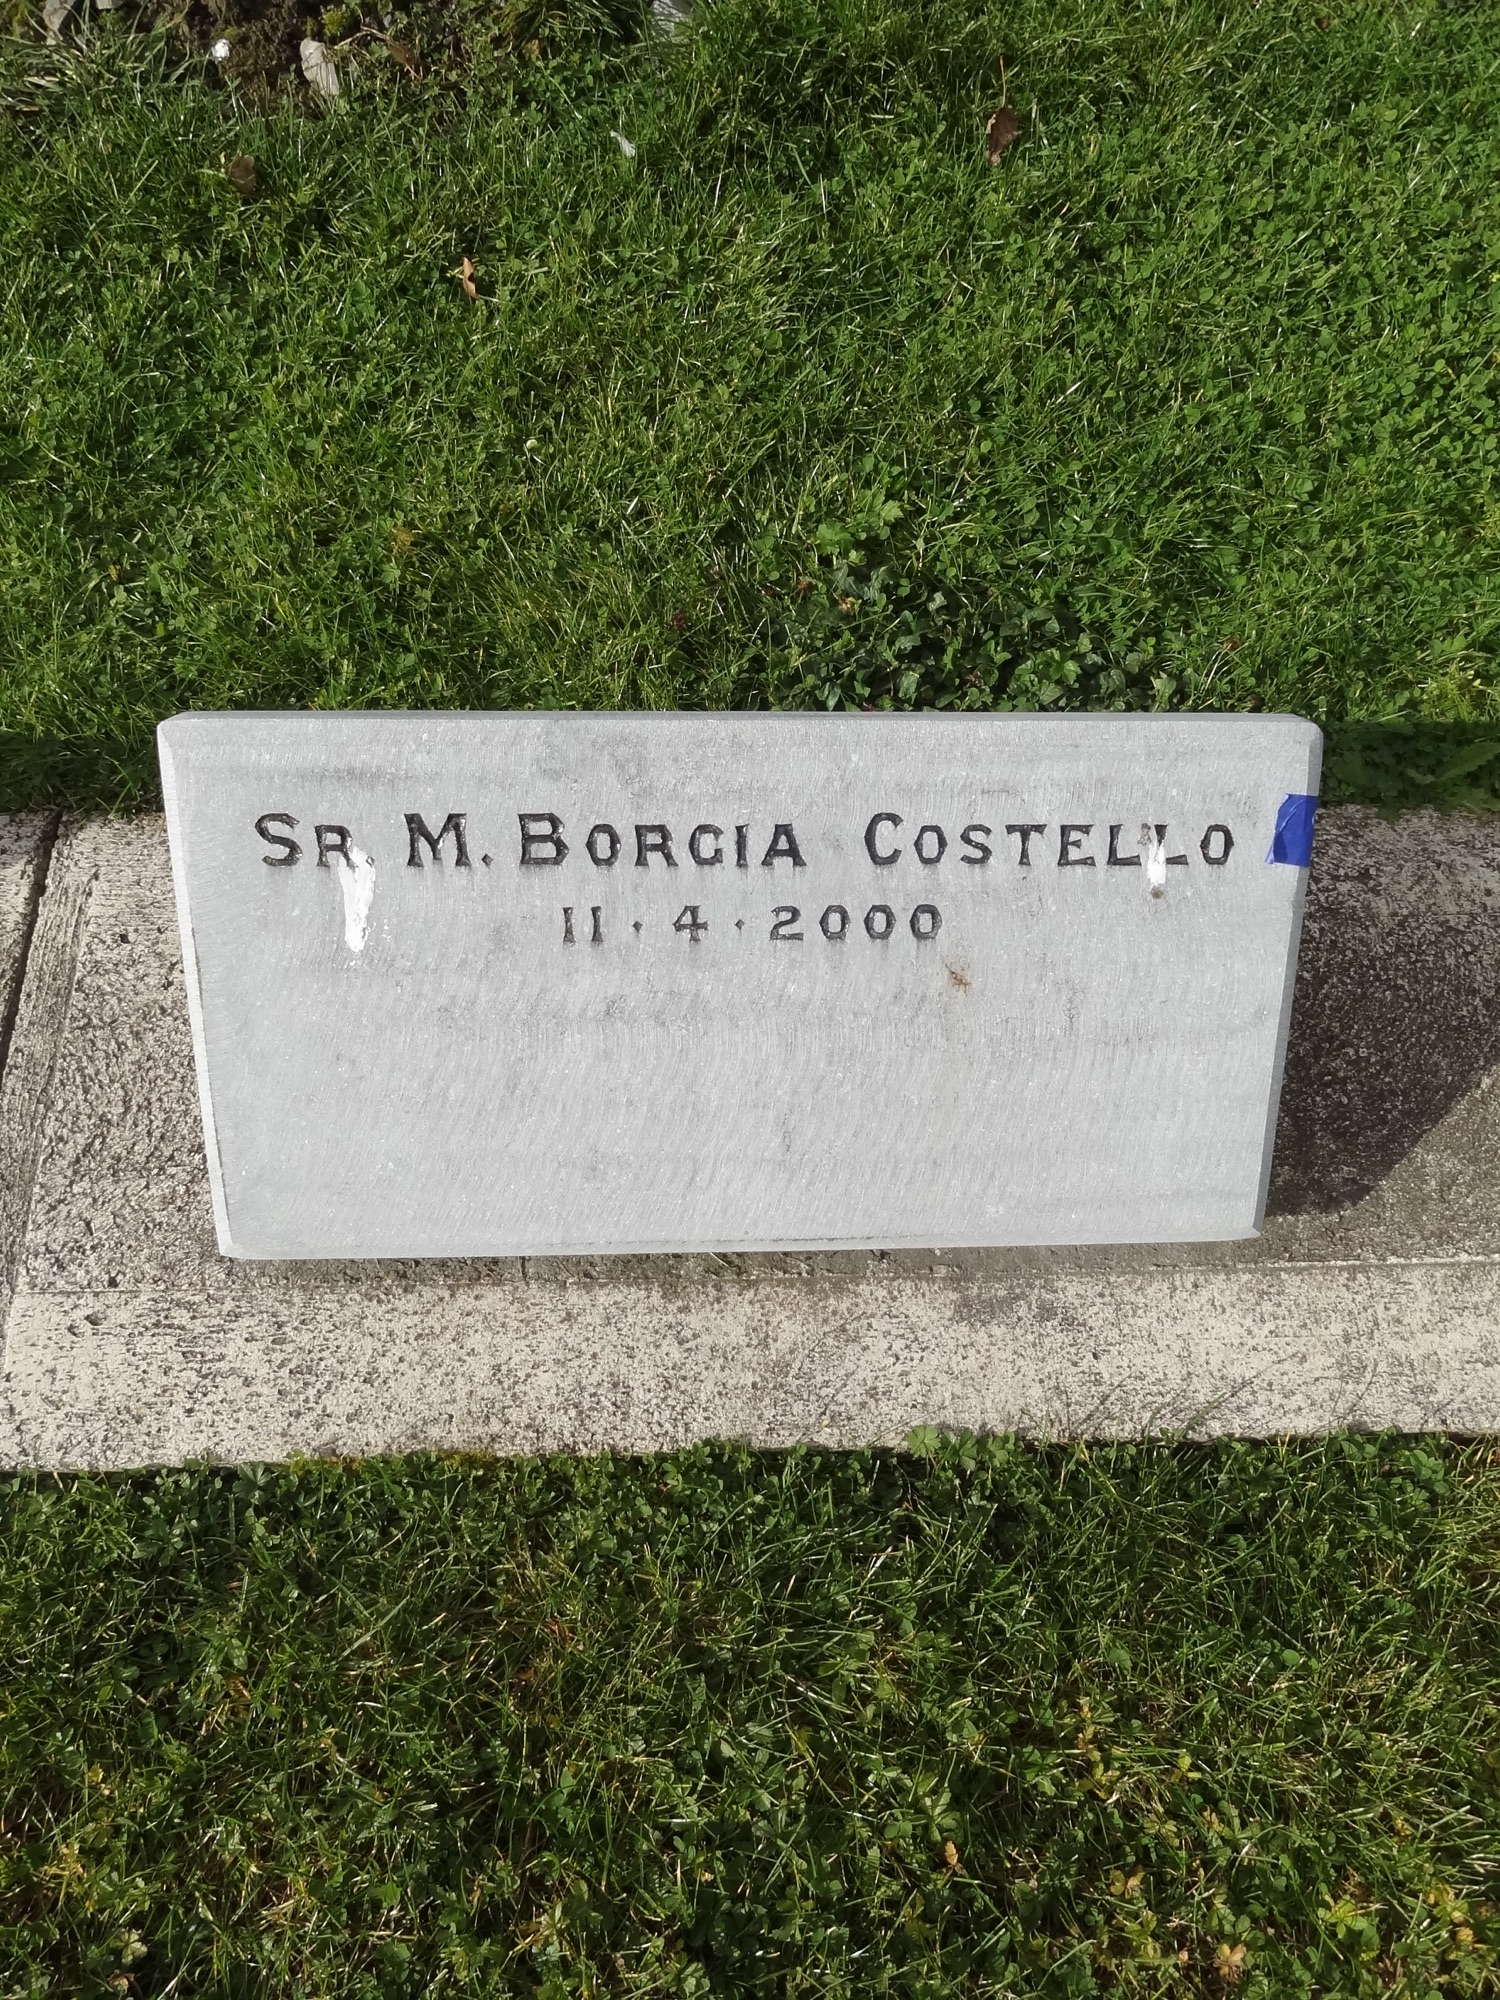 Sr. M. Borgia Costello
11·4·2000